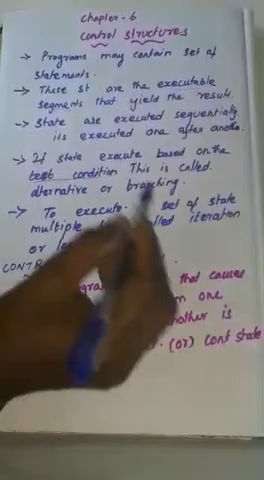 Chapter - 6
Control structures
→ Programs may contain set of
statements.
→ These st are the executable
segments that yield the result.
→ State are executed sequentially
its executed one after another.
→ If state execute based on the
test condition This is called
alternative or branching.
→ To execute set of state
multiple called iteration
or
CONTR
that causes
one
another is
(or) cont state